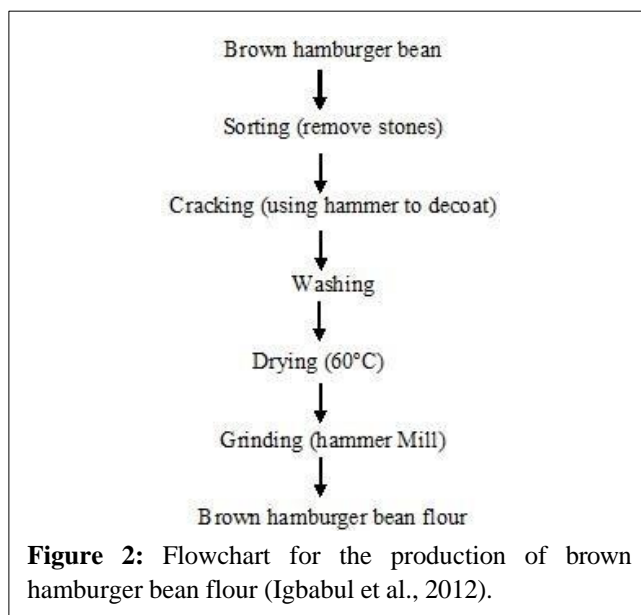 Brown hamburger bean
Sorting (remove stones)
Cracking (using hammer to decoat)
Washing
Drying (60°C)
Grinding (hammer Mill)
Brown hamburger bean flour
Figure 2: Flowchart for the production of brown
hamburger bean flour (Igbabul et al., 2012).